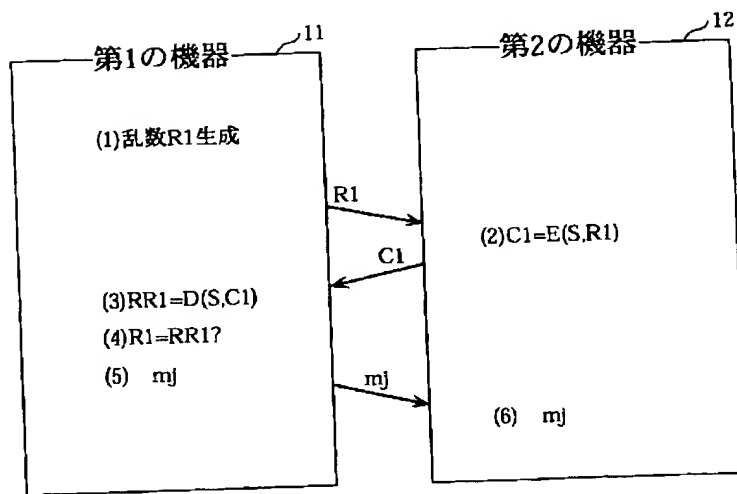 11
第1の機器
(1)乱数R1生成
R1
C1
(3)RR1=D(S,C1)
(4)R1=RR1?
(5) mj
mj
12
第2の機器
(2)C1=E(S,R1)
(6) mj